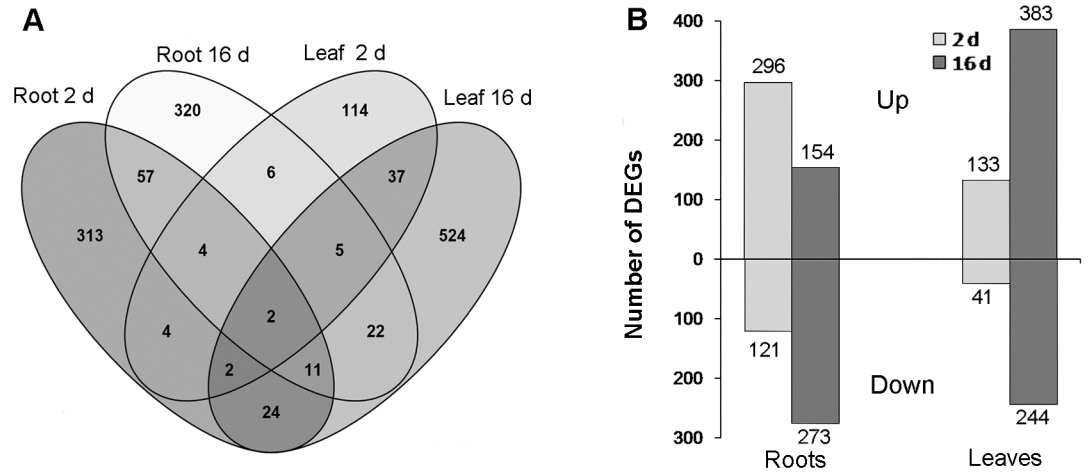 A
Root 16 d
Leaf 2 d
Root 2 d
Leaf 16 d
320
114
57
6
37
313
4
5
524
4
2
22
2
11
24
B
400
300
200
100
0
100
200
300
Number of DEGs
2 d
16 d
Up
Down
296
154
133
383
121
273
41
244
Roots
Leaves